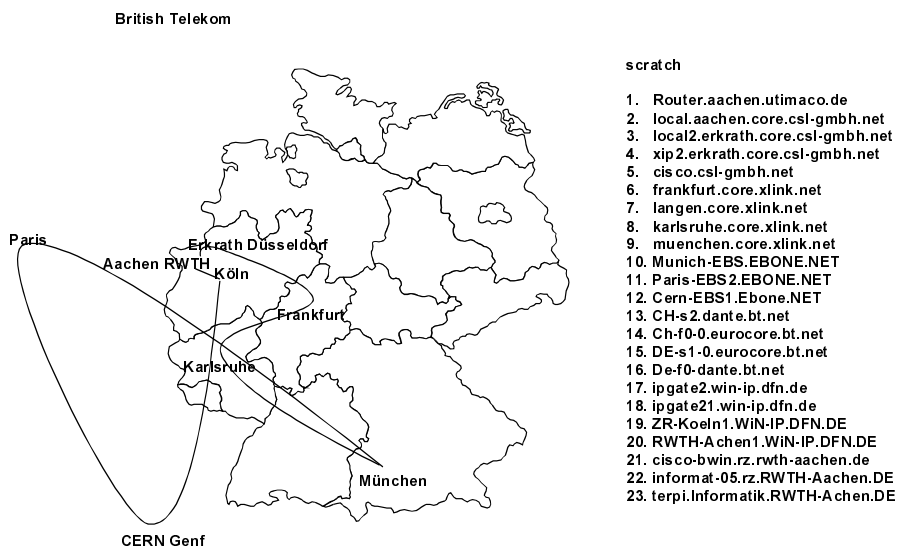 British Telekom
scratch
1. Router.aachen.utimaco.de
2. local.aachen.core.csl-gmbh.net
3. local2.erkrath.core.csl-gmbh.net
4. xip2.erkrath.core.csl-gmbh.net
5. cisco.csl-gmbh.net
6. frankfurt.core.xlink.net
7. langen.core.xlink.net
8. karlsruhe.core.xlink.net
9. muenchen.core.xlink.net
10. Munich-EBS.EBONE.NET
11. Paris-EBS2.EBONE.NET
12. Cern-EBS1.Ebone.NET
13. CH-s2.dante.bt.net
14. Ch-f0-0.eurocore.bt.net
15. DE-s1-0.eurocore.bt.net
16. De-f0-dante.bt.net
17. ipgate2.win-ip.dfn.de
18. ipgate21.win-ip.dfn.de
19. ZR-Koeln1.WiN-IP.DFN.DE
20. RWTH-Achen1.WiN-IP.DFN.DE
21. cisco-bwin.rz.rwth-aachen.de
22. informat-05.rz.RWTH-Aachen.DE
23. terpi.Informatik.RWTH-Achen.DE
Paris
Erkrath Düsseldorf
Aachen RWTH
Köln
Frankfurt
Karlsruhe
München
CERN Genf